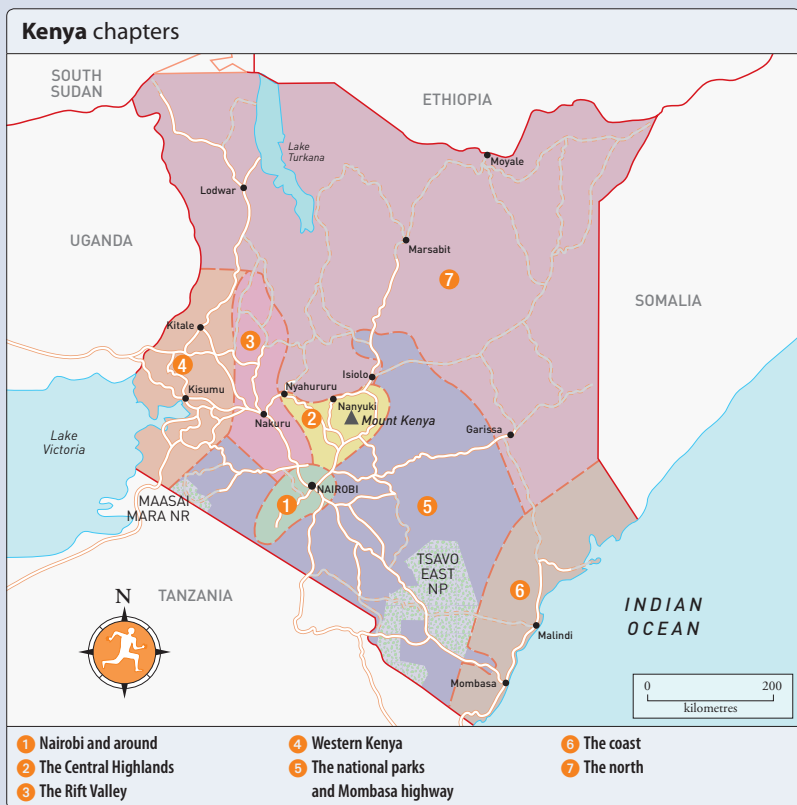 Kenya chapters
SOUTH
SUDAN
ETHIOPIA
Lake
Turkana
Moyale
Lodwar
UGANDA
Marsabit
7
SOMALIA
Kitale
3
4
Isiolo
Kisumu
Nyahururu
Nanyuki
2
Mount Kenya
Nakuru
Garissa
Lake
Victoria
NAIROBI
1
5
MAASAI
MARA NR
TSAVO
EAST
NP
6
TANZANIA
N
INDIAN
OCEAN
Malindi
Mombasa
0 200
kilometres
1 Nairobi and around
2 The Central Highlands
3 The Rift Valley
4 Western Kenya
5 The national parks
and Mombasa highway
6 The coast
7 The north